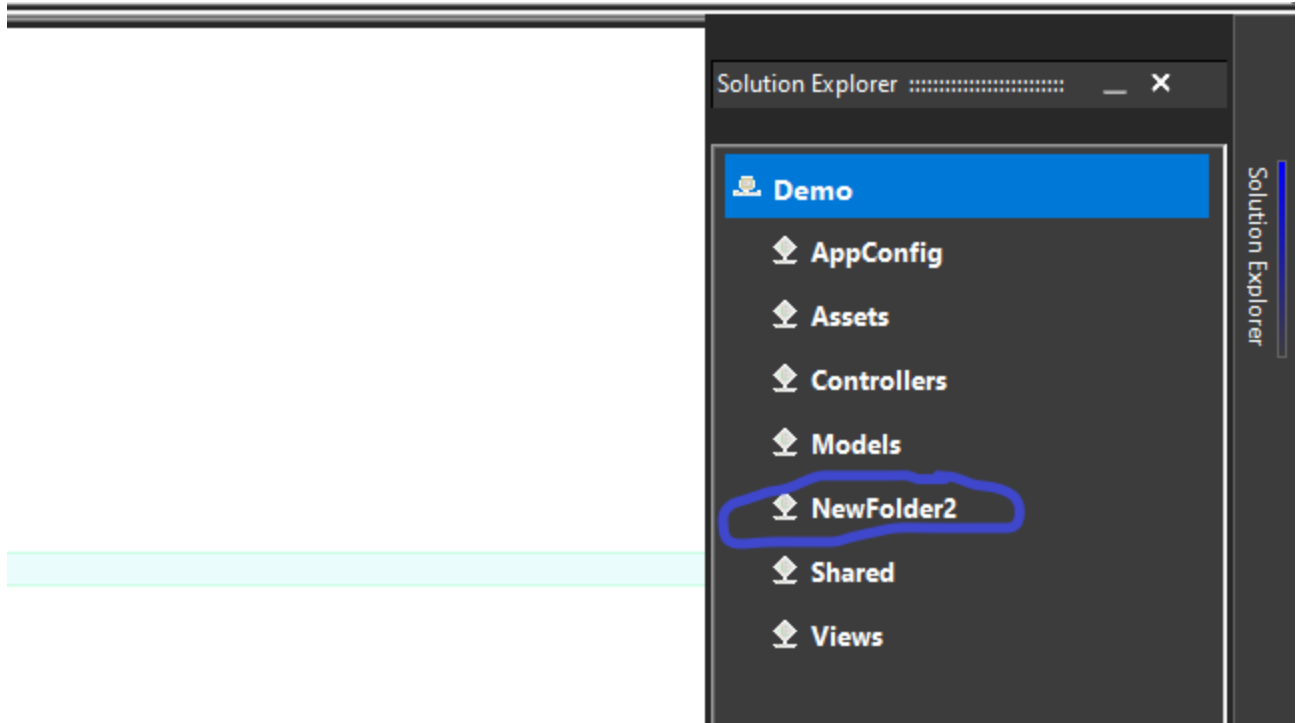 Solution Explorer
Demo
AppConfig
Assets
Controllers
Models
NewFolder2
Shared
Views
Solution Explorer